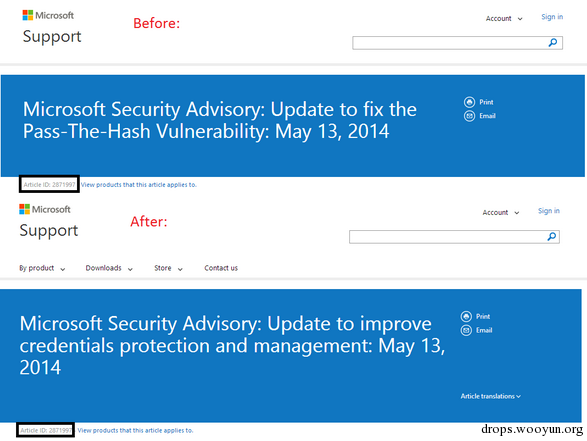 Microsoft
Before:
Account
Sign in
Support
Microsoft Security Advisory: Update to fix the
Pass-The-Hash Vulnerability: May 13, 2014
Print
Email
Article ID: 2871997
View products that this article applies to.
Microsoft
After:
Account
Sign in
Support
By product
Downloads
Store
Contact us
Microsoft Security Advisory: Update to improve
credentials protection and management: May 13,
2014
Print
Email
Article translations
Article ID: 2871997
View products that this article applies to.
drops.wooyun.org